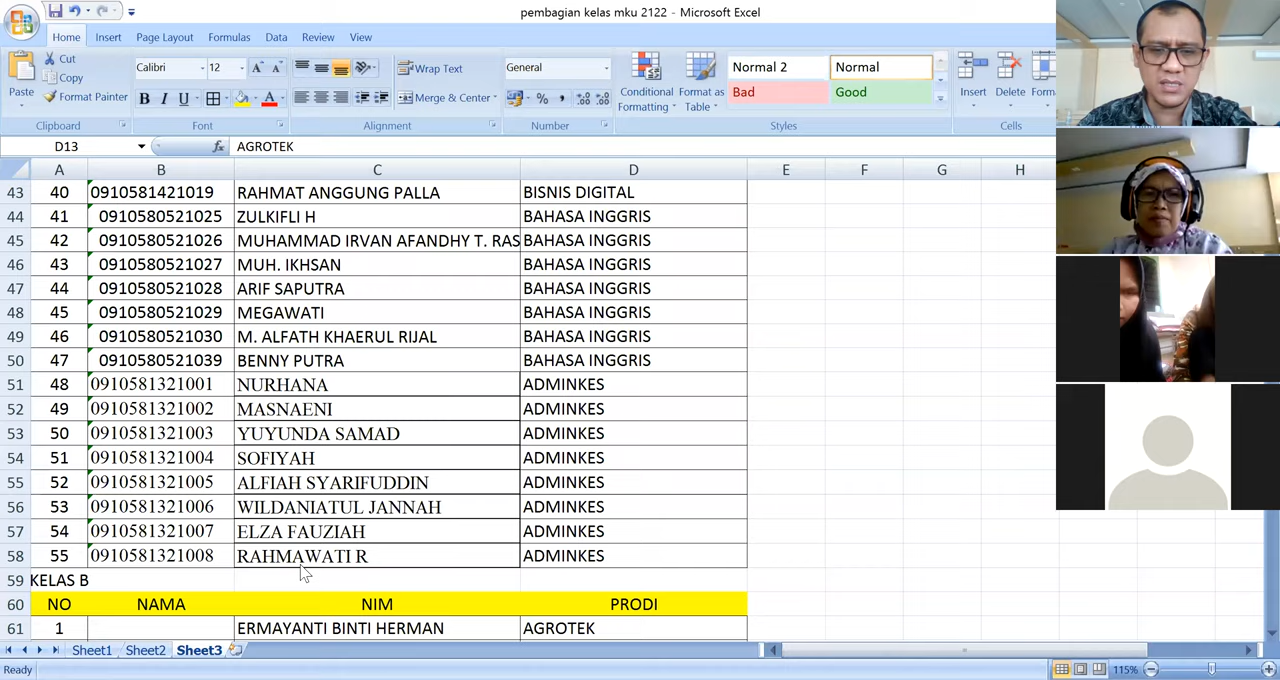 pembagian kelas mku 2122 - Microsoft Excel
Home Insert Page Layout Formulas Data Review View
Cut
Copy
Format Painter
Paste
Calibri 12
B I U
Wrap Text
Merge & Center
General
Conditional Formatting
Format as Table
Normal 2 Normal
Bad Good
Insert Delete Form
Clipboard Font Alignment Number Styles Cells
D13 fx AGROTEK
A B C D E F G H
43 40 0910581421019 RAHMAT ANGGUNG PALLA BISNIS DIGITAL
44 41 0910580521025 ZULKIFLI H BAHASA INGGRIS
45 42 0910580521026 MUHAMMAD IRVAN AFANDHY T. RAS BAHASA INGGRIS
46 43 0910580521027 MUH. IKHSAN BAHASA INGGRIS
47 44 0910580521028 ARIF SAPUTRA BAHASA INGGRIS
48 45 0910580521029 MEGAWATI BAHASA INGGRIS
49 46 0910580521030 M. ALFATH KHAERUL RIJAL BAHASA INGGRIS
50 47 0910580521039 BENNY PUTRA BAHASA INGGRIS
51 48 0910581321001 NURHANA ADMINKES
52 49 0910581321002 MASNAENI ADMINKES
53 50 0910581321003 YUYUNDA SAMAD ADMINKES
54 51 0910581321004 SOFIYAH ADMINKES
55 52 0910581321005 ALFIAH SYARIFUDDIN ADMINKES
56 53 0910581321006 WILDANIATUL JANNAH ADMINKES
57 54 0910581321007 ELZA FAUZIAH ADMINKES
58 55 0910581321008 RAHMAWATI R ADMINKES
59 KELAS B
60 NO NAMA NIM PRODI
61 1 ERMAYANTI BINTI HERMAN AGROTEK
Sheet1 Sheet2 Sheet3
Ready 115%